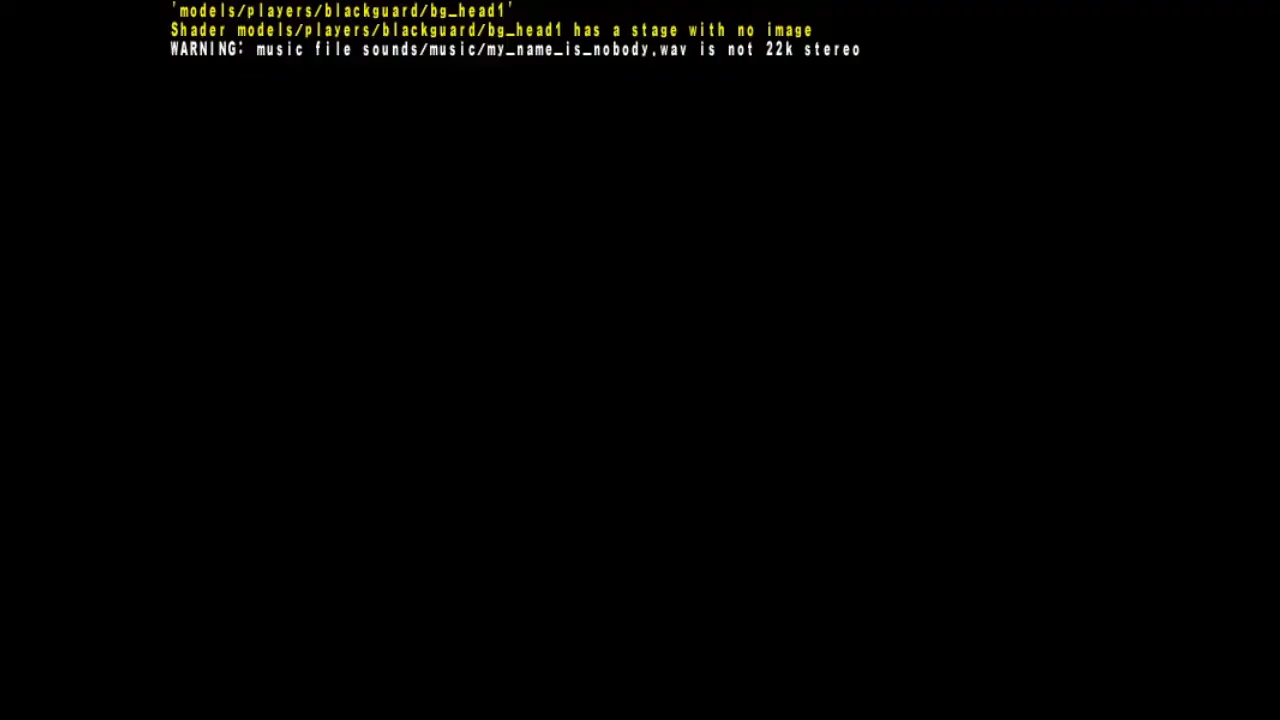 'models/players/blackguard/bg_head1'
Shader models/players/blackguard/bg_head1 has a stage with no image
WARNING: music file sounds/music/my_name_is_nobody.wav is not 22k stereo